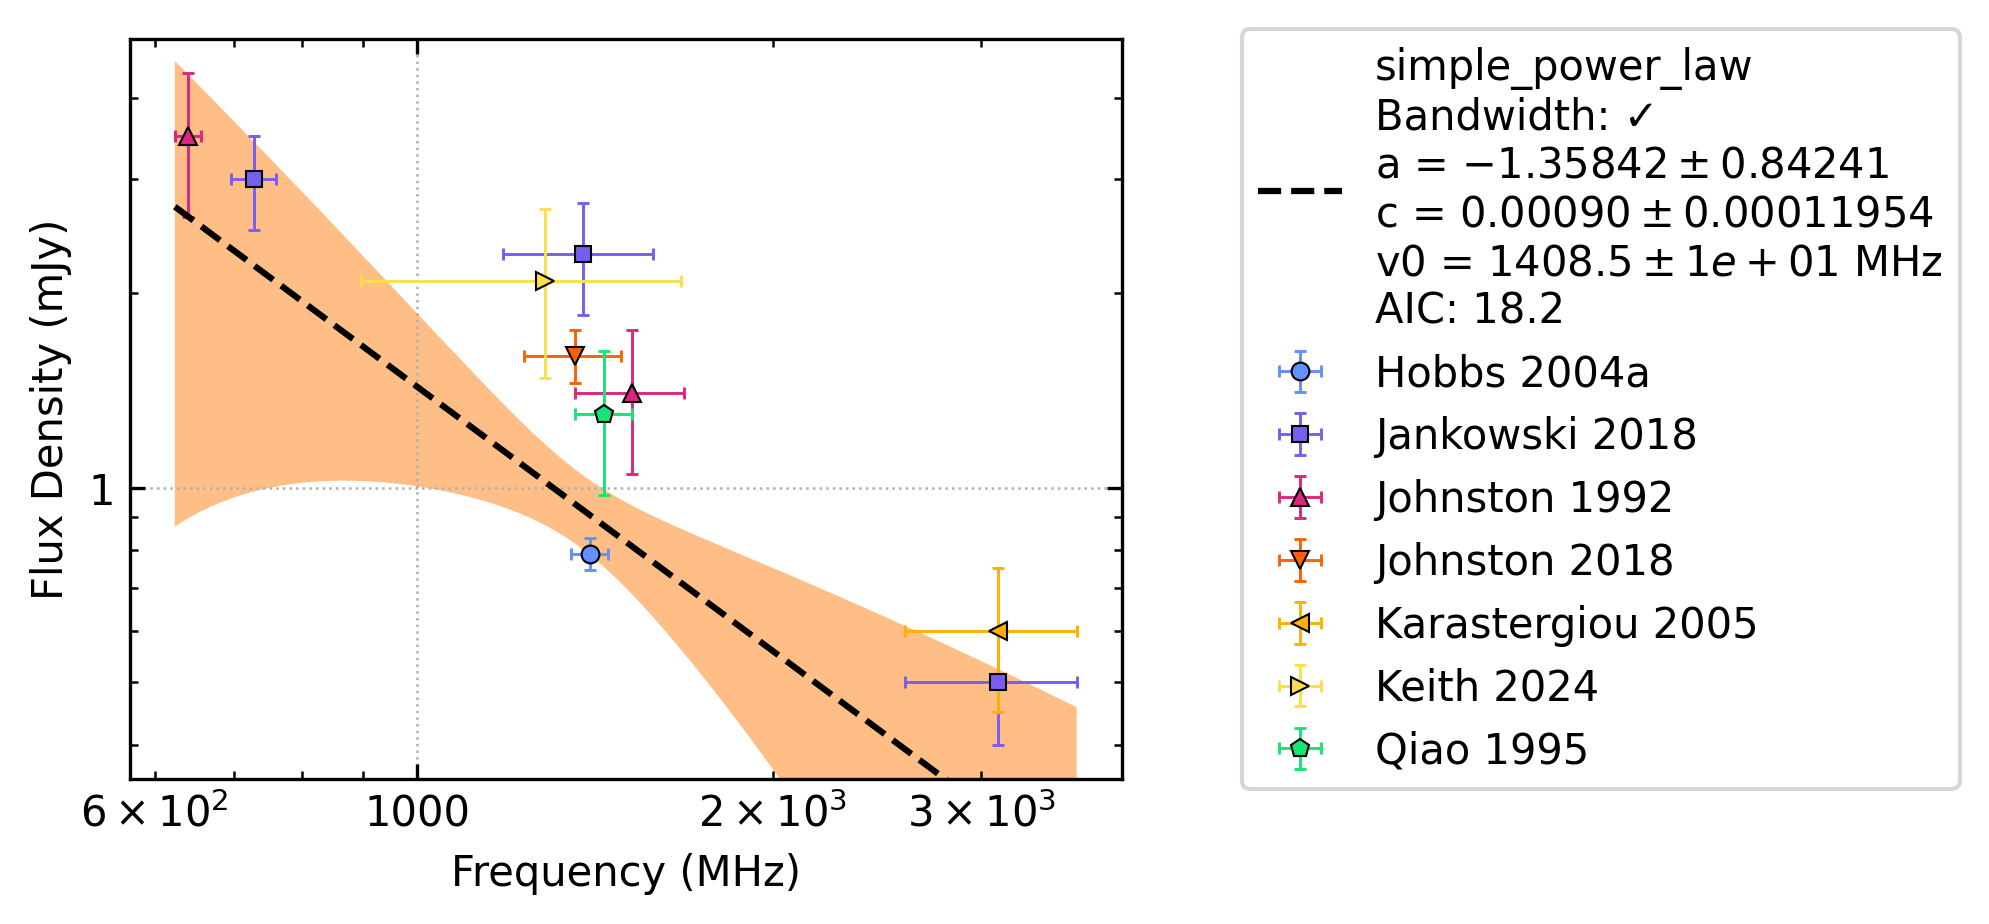 Flux Density (mJy)
1
6 × 10²
1000
2 × 10³
3 × 10³
Frequency (MHz)
simple_power_law
Bandwidth: ✓
a = −1.35842 ± 0.84241
c = 0.00090 ± 0.00011954
v0 = 1408.5 ± 1e + 01 MHz
AIC: 18.2
Hobbs 2004a
Jankowski 2018
Johnston 1992
Johnston 2018
Karastergiou 2005
Keith 2024
Qiao 1995